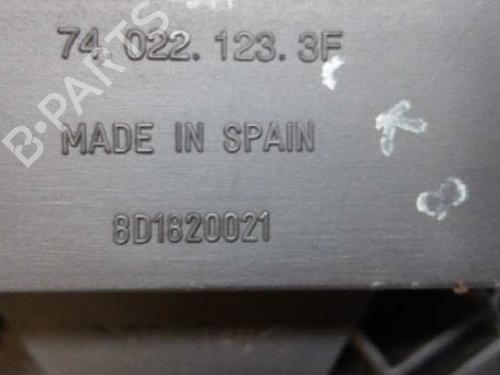 74.022.123.3F
MADE IN SPAIN
8D1820021
B-PARTS